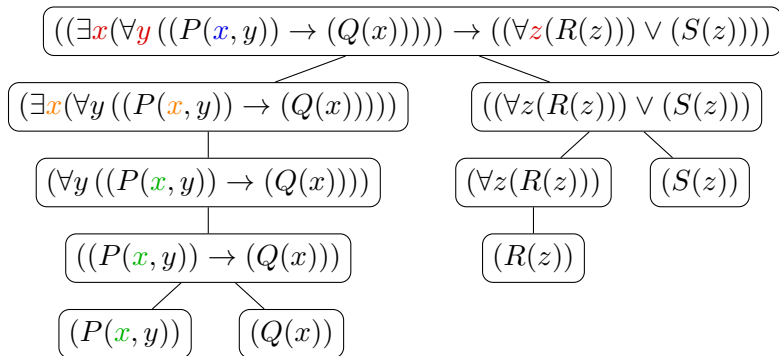 ((∃x(∀y ((P(x, y)) → (Q(x))))) → ((∀z(R(z))) ∨ (S(z))))
(∃x(∀y ((P(x, y)) → (Q(x))))) ((∀z(R(z))) ∨ (S(z)))
(∀y ((P(x, y)) → (Q(x)))) (∀z(R(z))) (S(z))
((P(x, y)) → (Q(x))) (R(z))
(P(x, y)) (Q(x))